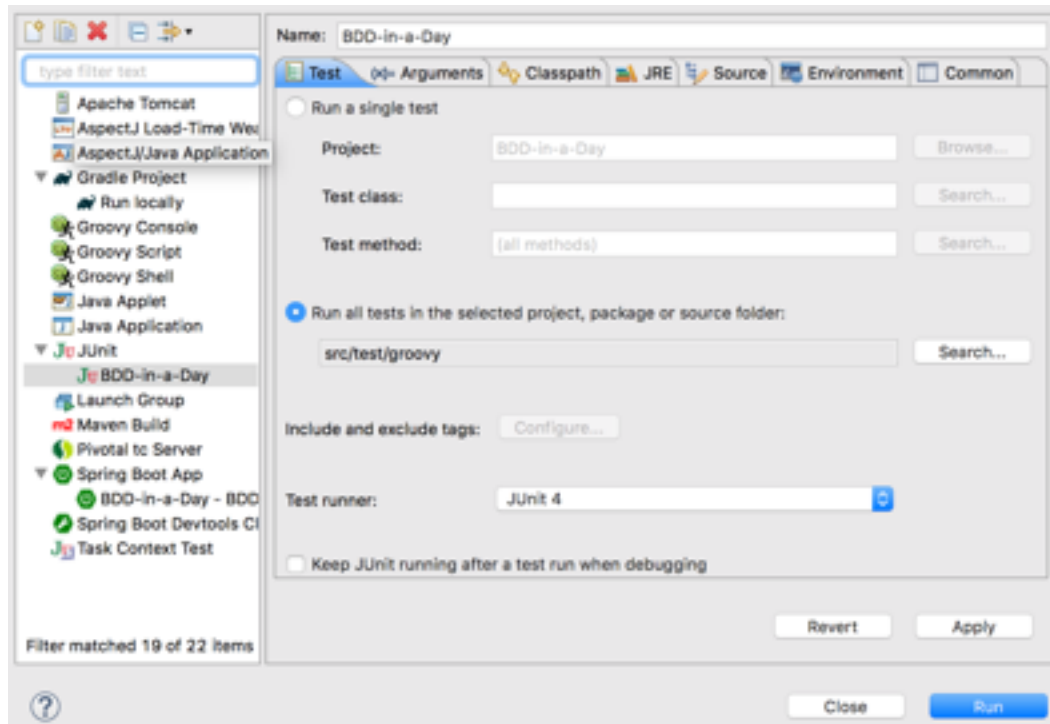 Name: BDD-in-a-Day
type filter text
Test Arguments Classpath JRE Source Environment Common
Apache Tomcat
AspectJ Load-Time Wea
AspectJ/Java Application
Gradle Project
Run locally
Groovy Console
Groovy Script
Groovy Shell
Java Applet
Java Application
JUnit
BDD-in-a-Day
Launch Group
Maven Build
Pivotal tc Server
Spring Boot App
BDD-in-a-Day - BDD
Spring Boot Devtools Cl
Task Context Test
Filter matched 19 of 22 items
Run a single test
Project: BDD-in-a-Day Browse...
Test class: Search...
Test method: (all methods) Search...
Run all tests in the selected project, package or source folder:
src/test/groovy Search...
Include and exclude tags: Configure...
Test runner: JUnit 4
Keep JUnit running after a test run when debugging
Revert Apply
Close Run